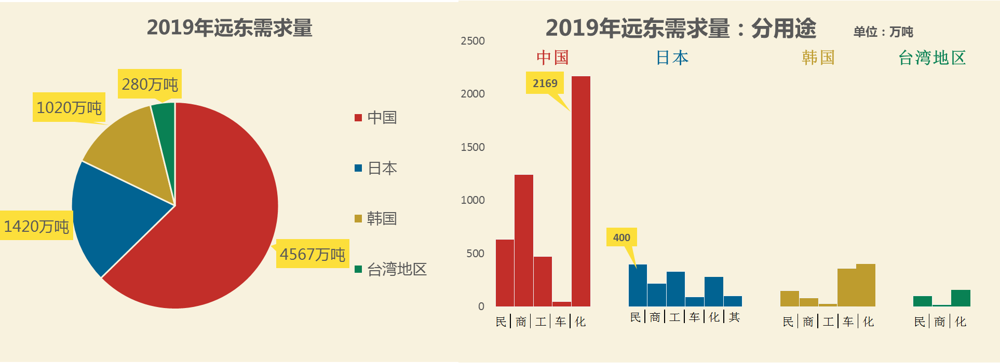 2019年远东需求量
280万吨
1020万吨
1420万吨
4567万吨
中国
日本
韩国
台湾地区
2019年远东需求量：分用途
单位：万吨
中国
日本
韩国
台湾地区
2500
2000
1500
1000
500
0
2169
400
民|商|工|车|化
民|商|工|车|化|其
民|商|工|车|化
民|商|化